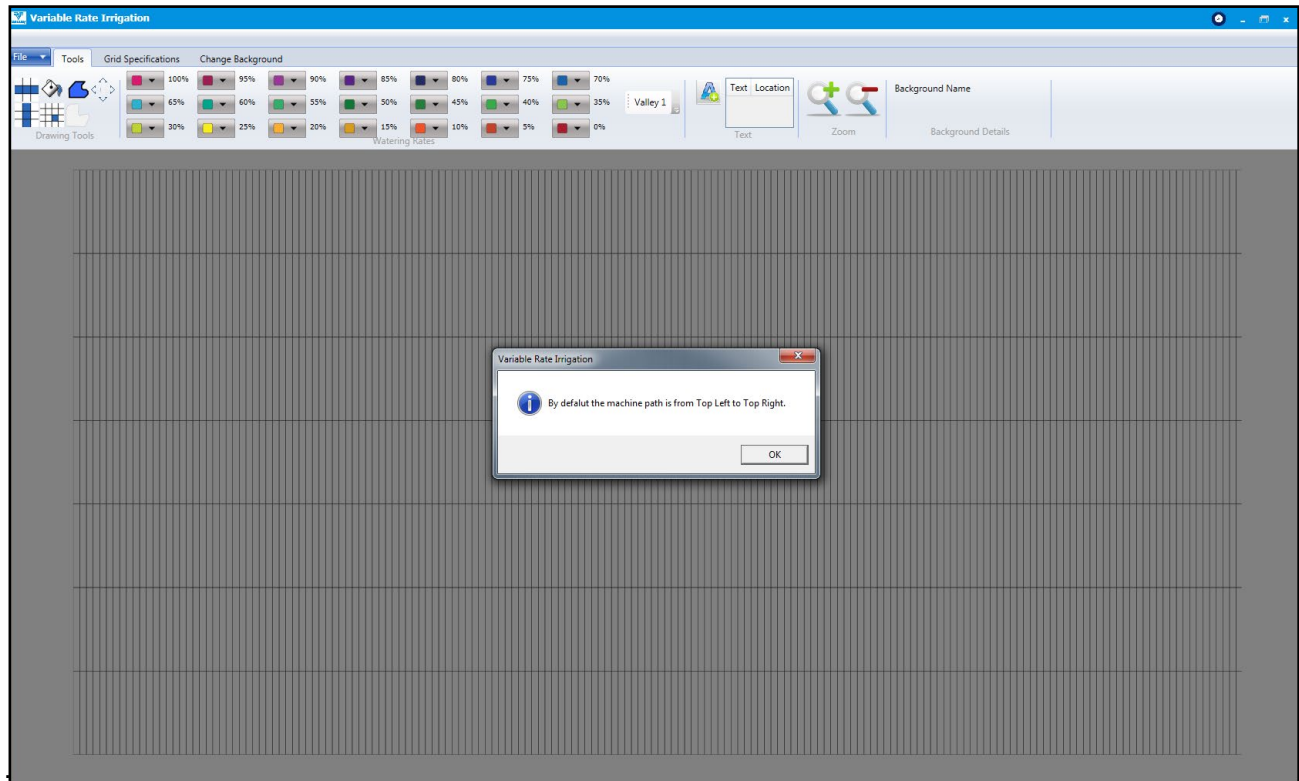 Variable Rate Irrigation
File Tools Grid Specifications Change Background
100% 95% 90% 85% 80% 75% 70%
65% 60% 55% 50% 45% 40% 35%
30% 25% 20% 15% 10% 5% 0%
Valley 1
Text Location
Background Name
Drawing Tools
Watering Rates
Text
Zoom
Background Details
Variable Rate Irrigation
By defalut the machine path is from Top Left to Top Right.
OK